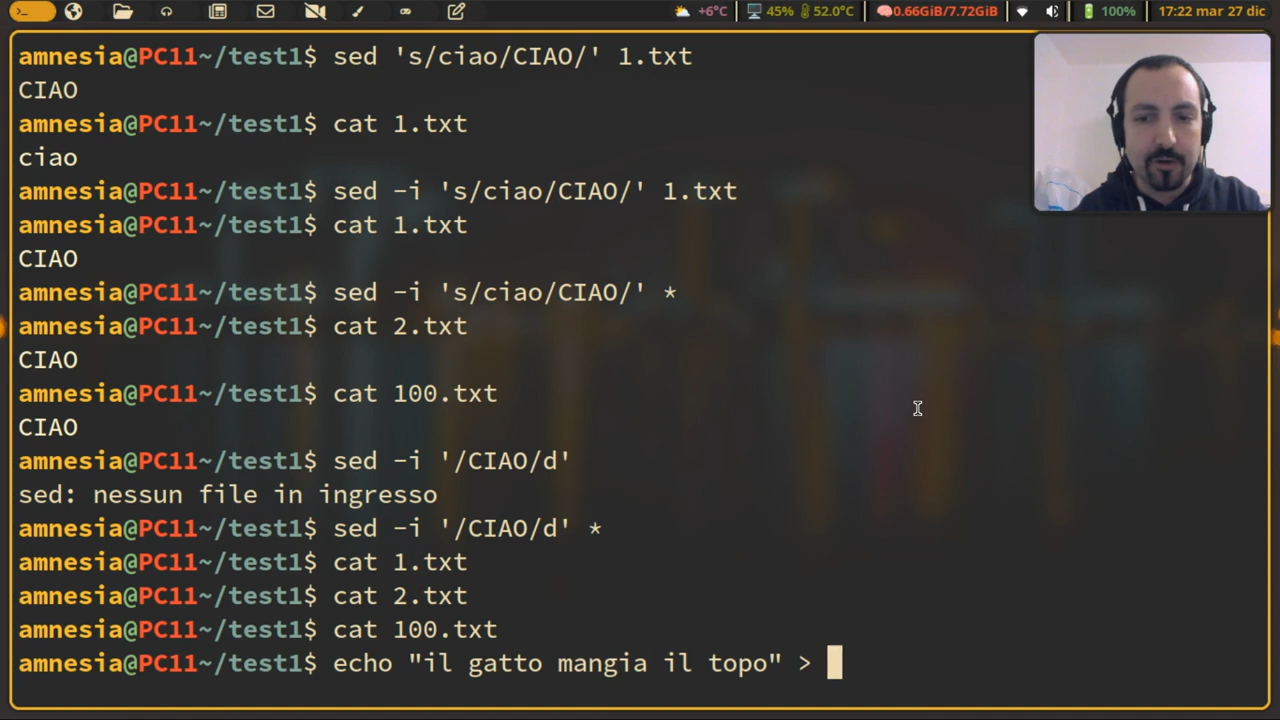 +6°C 45% 52.0°C 0.66GiB/7.72GiB 100% 17:22 mar 27 dic
amnesia@PC11~/test1$ sed 's/ciao/CIAO/' 1.txt
CIAO
amnesia@PC11~/test1$ cat 1.txt
ciao
amnesia@PC11~/test1$ sed -i 's/ciao/CIAO/' 1.txt
amnesia@PC11~/test1$ cat 1.txt
CIAO
amnesia@PC11~/test1$ sed -i 's/ciao/CIAO/' *
amnesia@PC11~/test1$ cat 2.txt
CIAO
amnesia@PC11~/test1$ cat 100.txt
CIAO
amnesia@PC11~/test1$ sed -i '/CIAO/d'
sed: nessun file in ingresso
amnesia@PC11~/test1$ sed -i '/CIAO/d' *
amnesia@PC11~/test1$ cat 1.txt
amnesia@PC11~/test1$ cat 2.txt
amnesia@PC11~/test1$ cat 100.txt
amnesia@PC11~/test1$ echo "il gatto mangia il topo" >